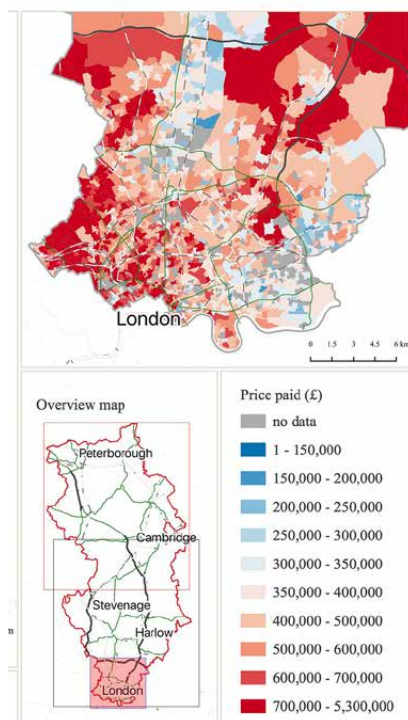 London
0 1.5 3 4.5 6 km
Overview map
Peterborough
Cambridge
Stevenage
Harlow
London
m
Price paid (£)
no data
1 - 150,000
150,000 - 200,000
200,000 - 250,000
250,000 - 300,000
300,000 - 350,000
350,000 - 400,000
400,000 - 500,000
500,000 - 600,000
600,000 - 700,000
700,000 - 5,300,000